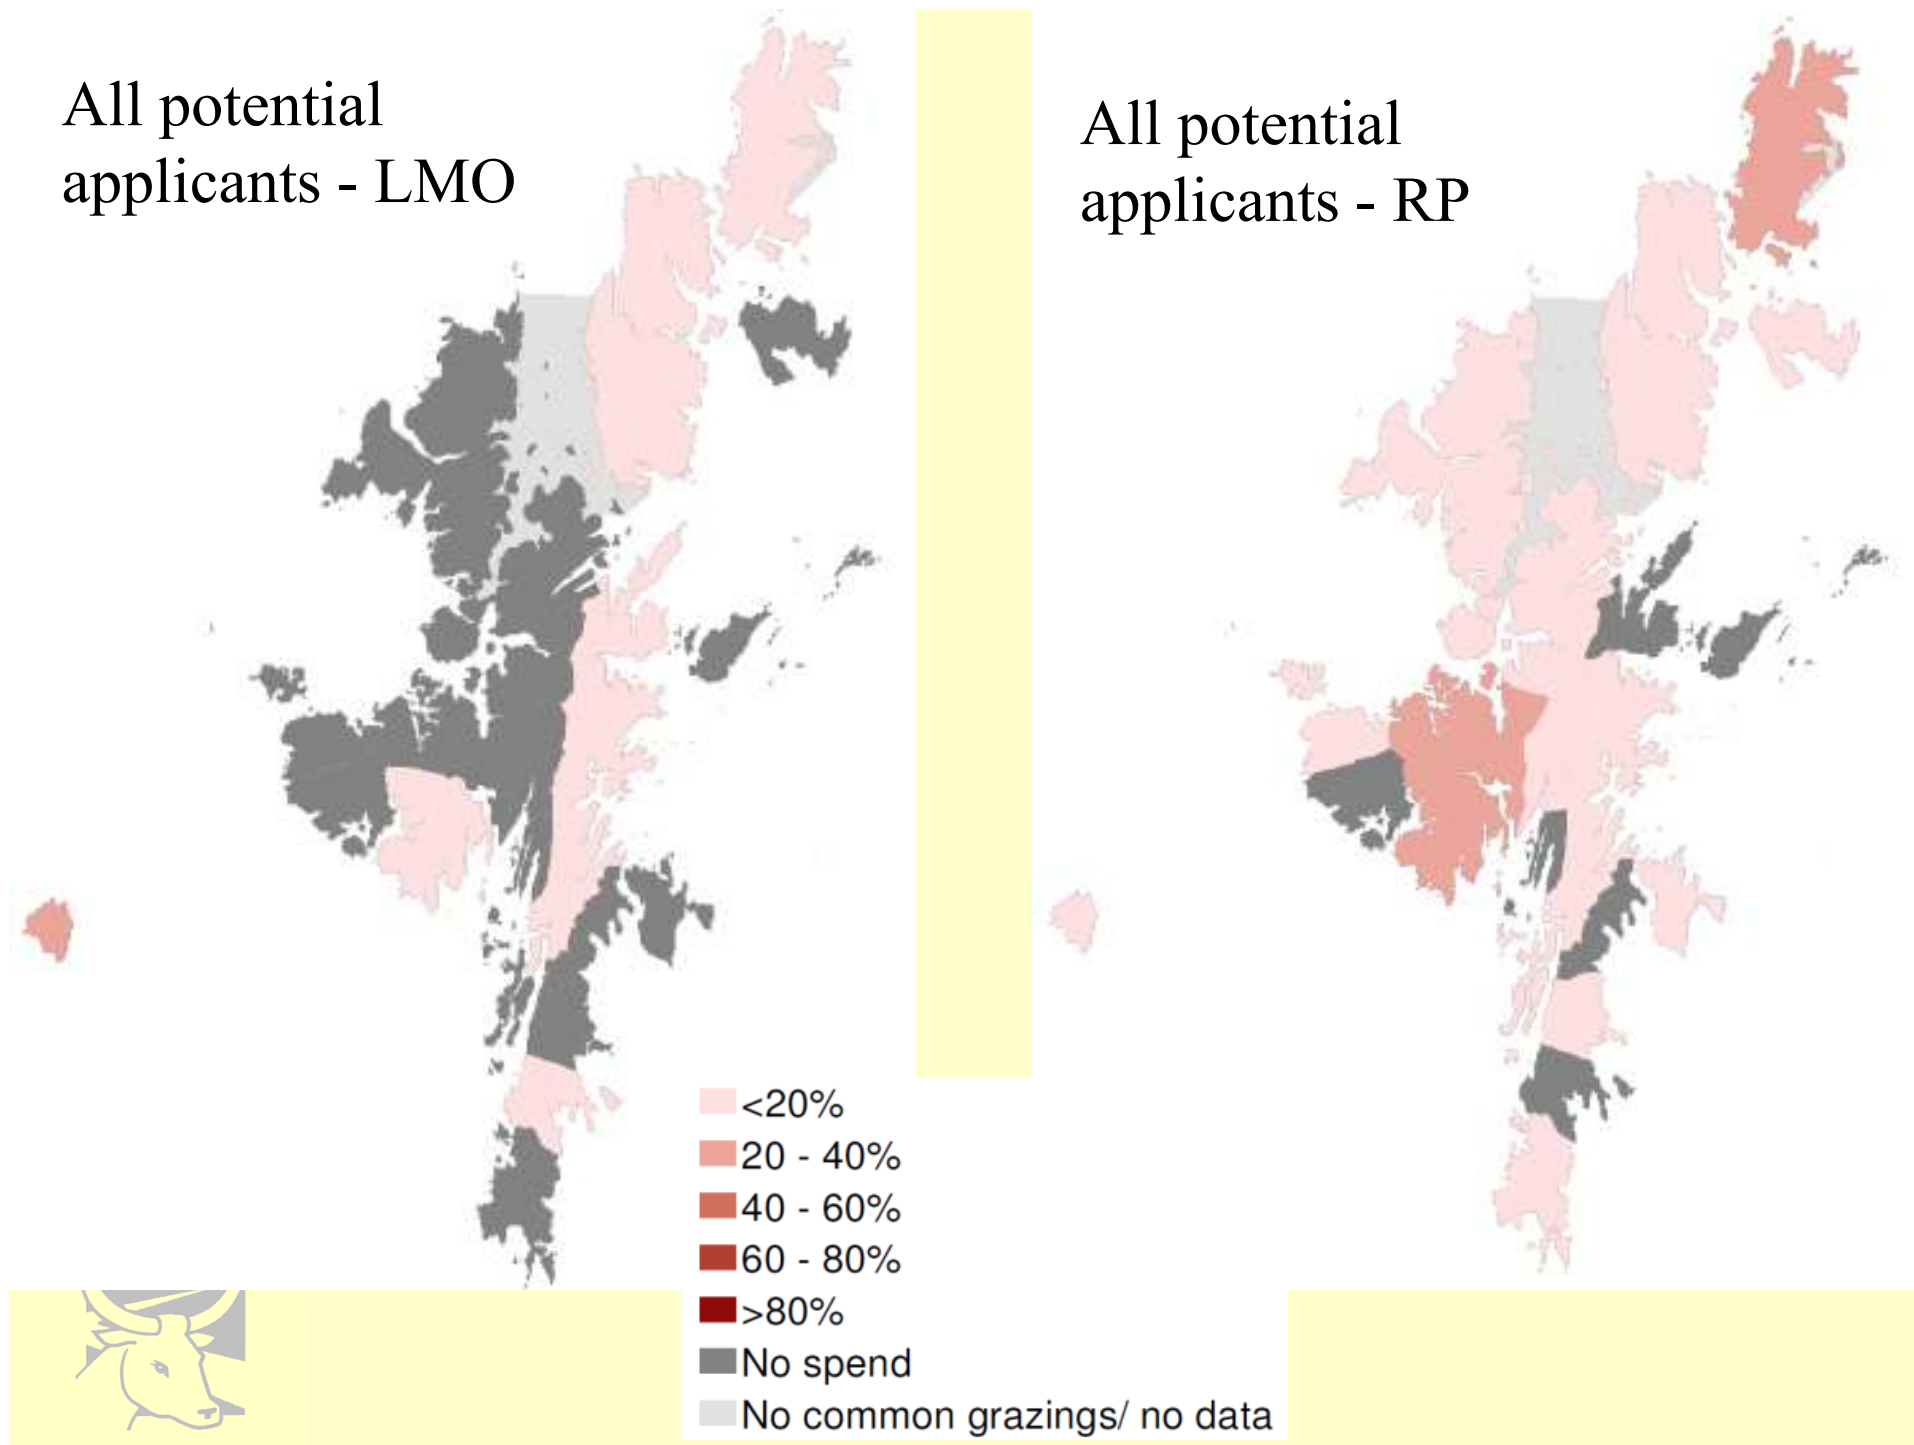 All potential
applicants - LMO
All potential
applicants - RP
<20%
20 - 40%
40 - 60%
60 - 80%
>80%
No spend
No common grazings/ no data